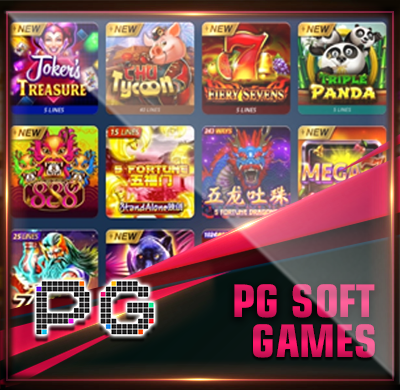 NEW
NEW
NEW
NEW
JOKER'S
TREASURE
CHU
TYCOON
FIERY SEVENS
TRIPLE
PANDA
5 LINES
40 LINES
5 LINES
NEW
15 LINES
243 WAYS
NEW
888
5 FORTUNE
五福门
StandAlone
五龙吐珠
5 FORTUNE DRAGON
MEG
25 LINES
NEW
PG
PG SOFT
GAMES